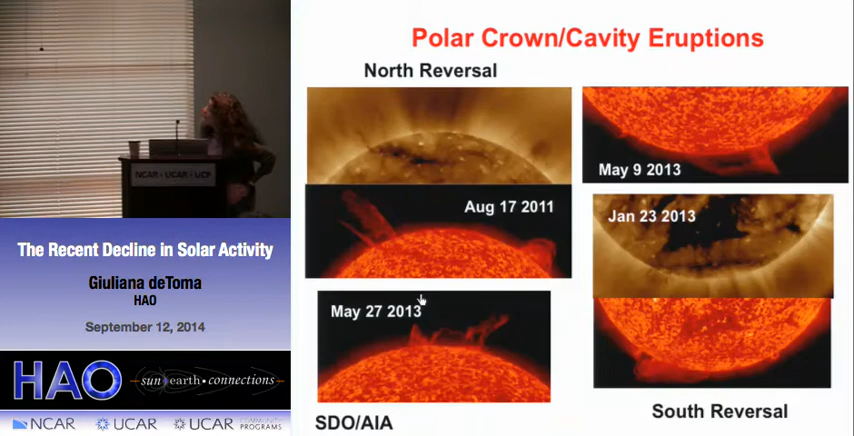 NCAR · UCAR · UCP
The Recent Decline in Solar Activity
Giuliana deToma
HAO
September 12, 2014
HAO
sun earth • connections
NCAR
UCAR
UCAR
COMMUNITY
PROGRAMS
Polar Crown/Cavity Eruptions
North Reversal
Aug 17 2011
May 27 2013
SDO/AIA
May 9 2013
Jan 23 2013
South Reversal